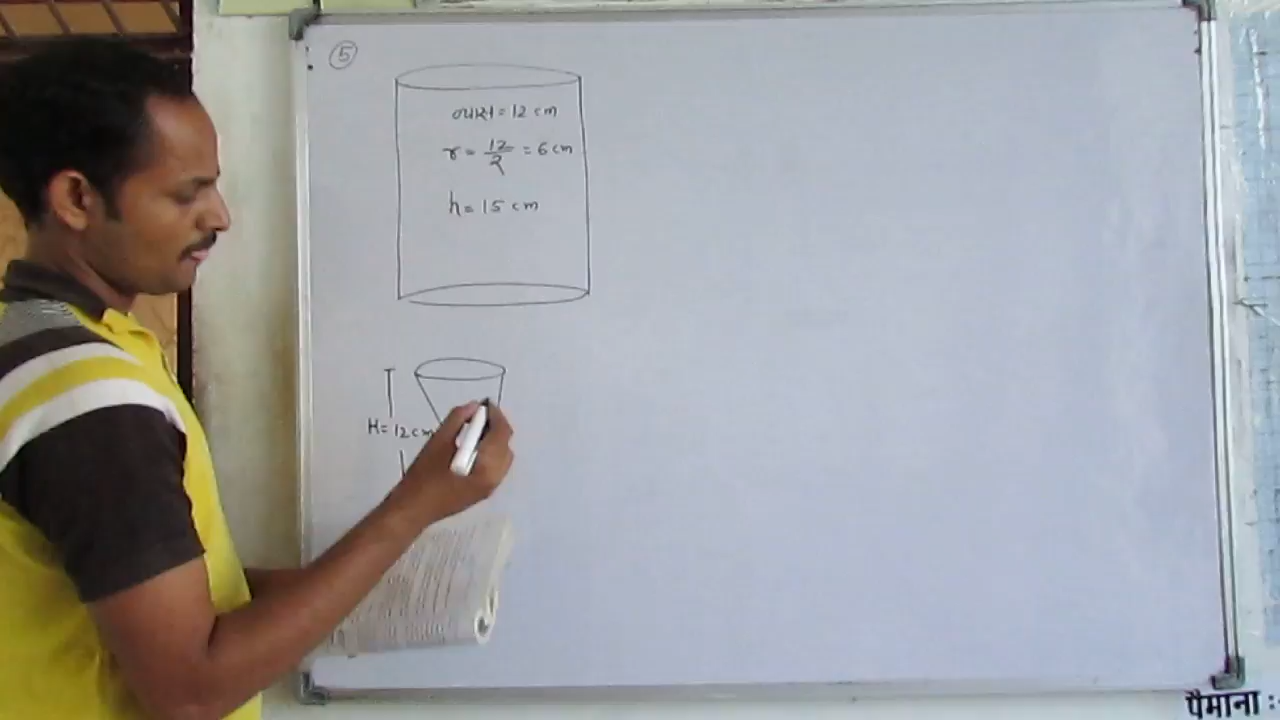 5
व्यास = 12 cm
r = 12/2 = 6 cm
h = 15 cm
H = 12 cm
पैमाना :